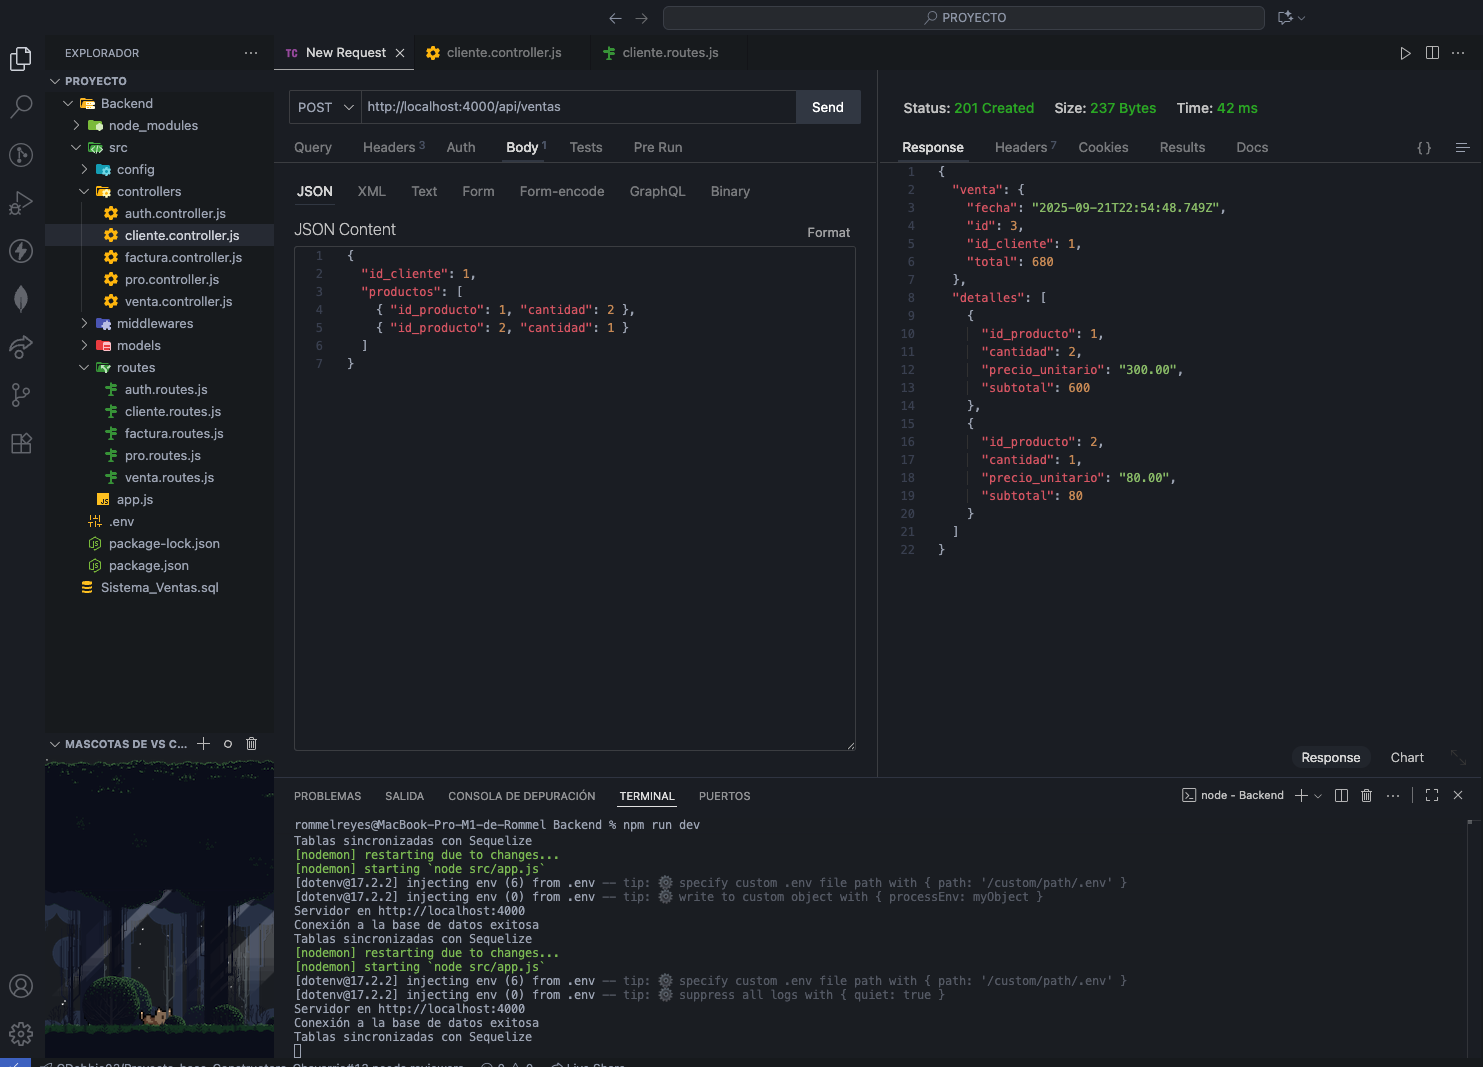 PROYECTO
EXPLORADOR
PROYECTO
Backend
node_modules
src
config
controllers
auth.controller.js
cliente.controller.js
factura.controller.js
pro.controller.js
venta.controller.js
middlewares
models
routes
auth.routes.js
cliente.routes.js
factura.routes.js
pro.routes.js
venta.routes.js
app.js
.env
package-lock.json
package.json
Sistema_Ventas.sql
MASCOTAS DE VS C...
TC New Request
cliente.controller.js
cliente.routes.js
POST http://localhost:4000/api/ventas Send
Query Headers 3 Auth Body 1 Tests Pre Run
JSON XML Text Form Form-encode GraphQL Binary
JSON Content
Format
1 {
2 "id_cliente": 1,
3 "productos": [
4 { "id_producto": 1, "cantidad": 2 },
5 { "id_producto": 2, "cantidad": 1 }
6 ]
7 }
Status: 201 Created Size: 237 Bytes Time: 42 ms
Response Headers 7 Cookies Results Docs { }
1 {
2 "venta": {
3 "fecha": "2025-09-21T22:54:48.749Z",
4 "id": 3,
5 "id_cliente": 1,
6 "total": 680
7 },
8 "detalles": [
9 {
10 "id_producto": 1,
11 "cantidad": 2,
12 "precio_unitario": "300.00",
13 "subtotal": 600
14 },
15 {
16 "id_producto": 2,
17 "cantidad": 1,
18 "precio_unitario": "80.00",
19 "subtotal": 80
20 }
21 ]
22 }
Response Chart
PROBLEMAS SALIDA CONSOLA DE DEPURACIÓN TERMINAL PUERTOS
node - Backend
rommelreyes@MacBook-Pro-M1-de-Rommel Backend % npm run dev
Tablas sincronizadas con Sequelize
[nodemon] restarting due to changes...
[nodemon] starting `node src/app.js`
[dotenv@17.2.2] injecting env (6) from .env -- tip: ⚙️ specify custom .env file path with { path: '/custom/path/.env' }
[dotenv@17.2.2] injecting env (0) from .env -- tip: ⚙️ write to custom object with { processEnv: myObject }
Servidor en http://localhost:4000
Conexión a la base de datos exitosa
Tablas sincronizadas con Sequelize
[nodemon] restarting due to changes...
[nodemon] starting `node src/app.js`
[dotenv@17.2.2] injecting env (6) from .env -- tip: ⚙️ specify custom .env file path with { path: '/custom/path/.env' }
[dotenv@17.2.2] injecting env (0) from .env -- tip: ⚙️ suppress all logs with { quiet: true }
Servidor en http://localhost:4000
Conexión a la base de datos exitosa
Tablas sincronizadas con Sequelize